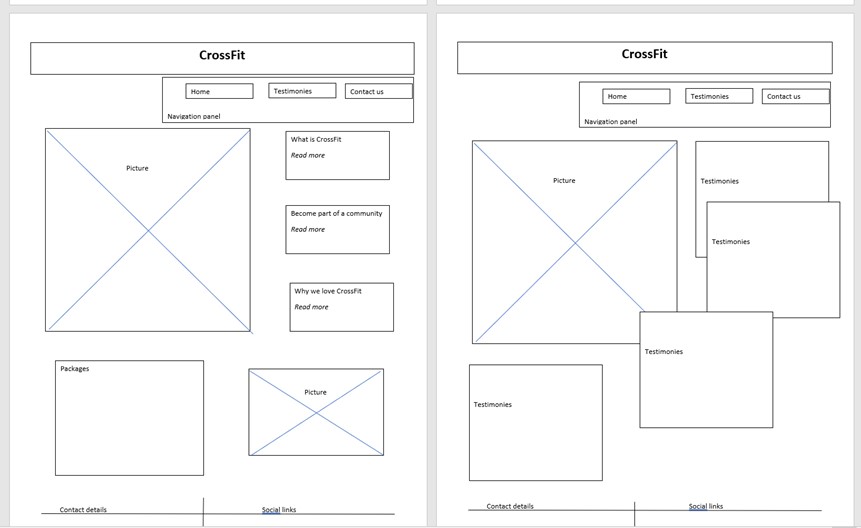 CrossFit
Home
Testimonies
Contact us
Navigation panel
Picture
What is CrossFit
Read more
Become part of a community
Read more
Why we love CrossFit
Read more
Packages
Picture
Contact details
Social links
CrossFit
Home
Testimonies
Contact us
Navigation panel
Picture
Testimonies
Testimonies
Testimonies
Testimonies
Contact details
Social links